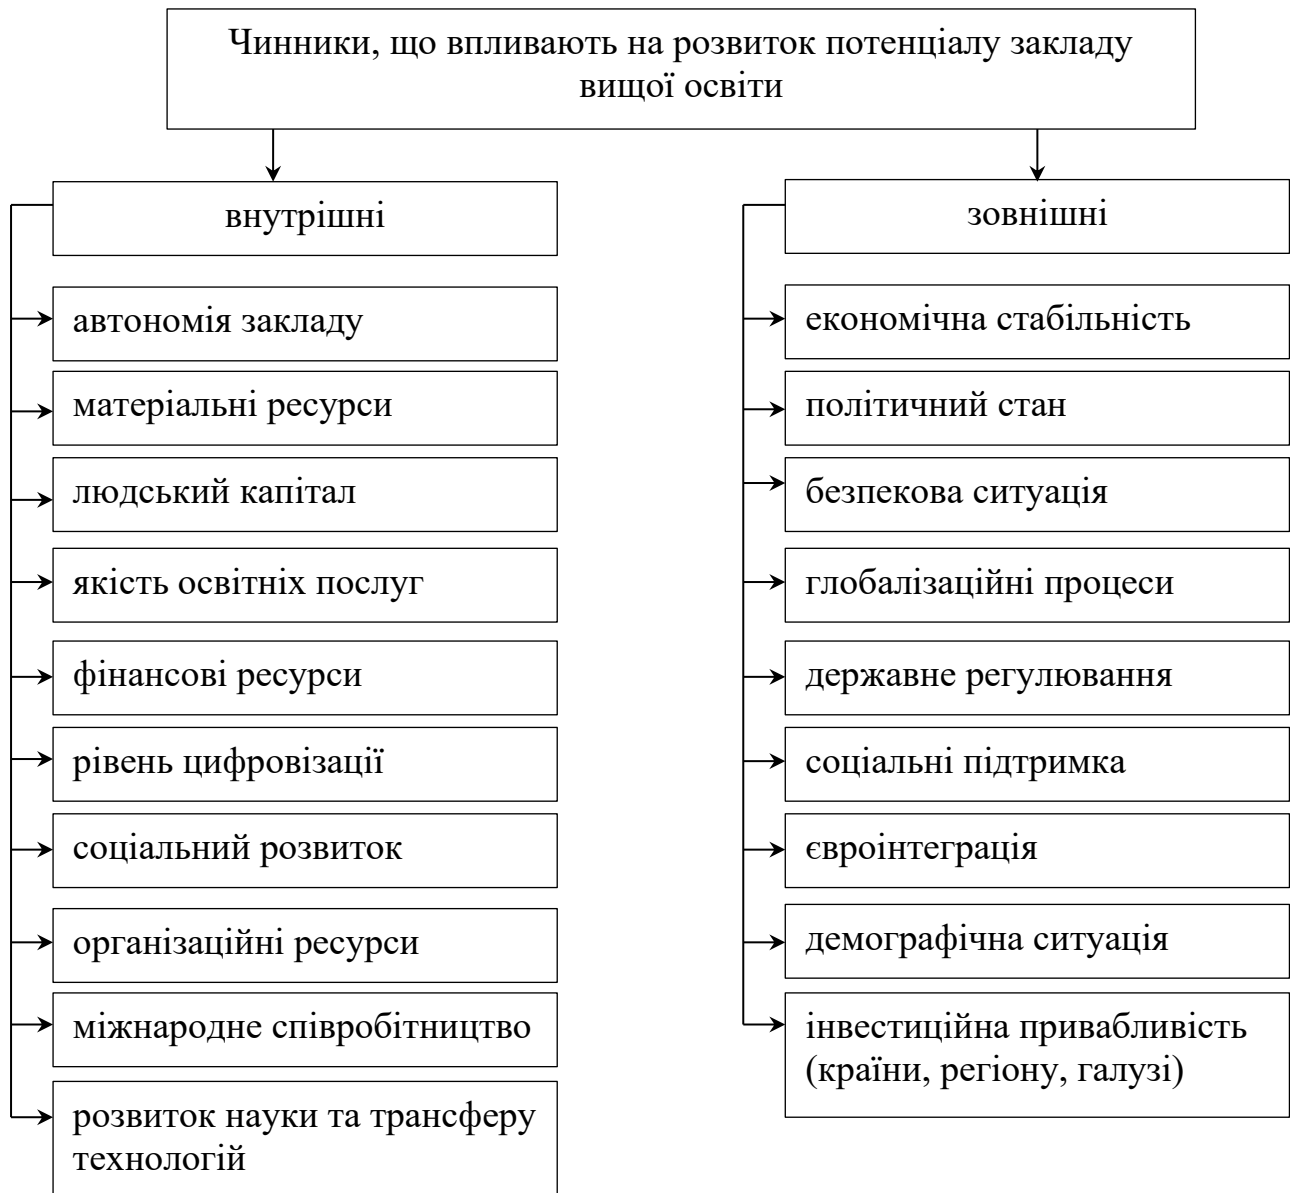 Чинники, що впливають на розвиток потенціалу закладу
вищої освіти
внутрішні
автономія закладу
матеріальні ресурси
людський капітал
якість освітніх послуг
фінансові ресурси
рівень цифровізації
соціальний розвиток
організаційні ресурси
міжнародне співробітництво
розвиток науки та трансферу
технологій
зовнішні
економічна стабільність
політичний стан
безпекова ситуація
глобалізаційні процеси
державне регулювання
соціальні підтримка
євроінтеграція
демографічна ситуація
інвестиційна привабливість
(країни, регіону, галузі)